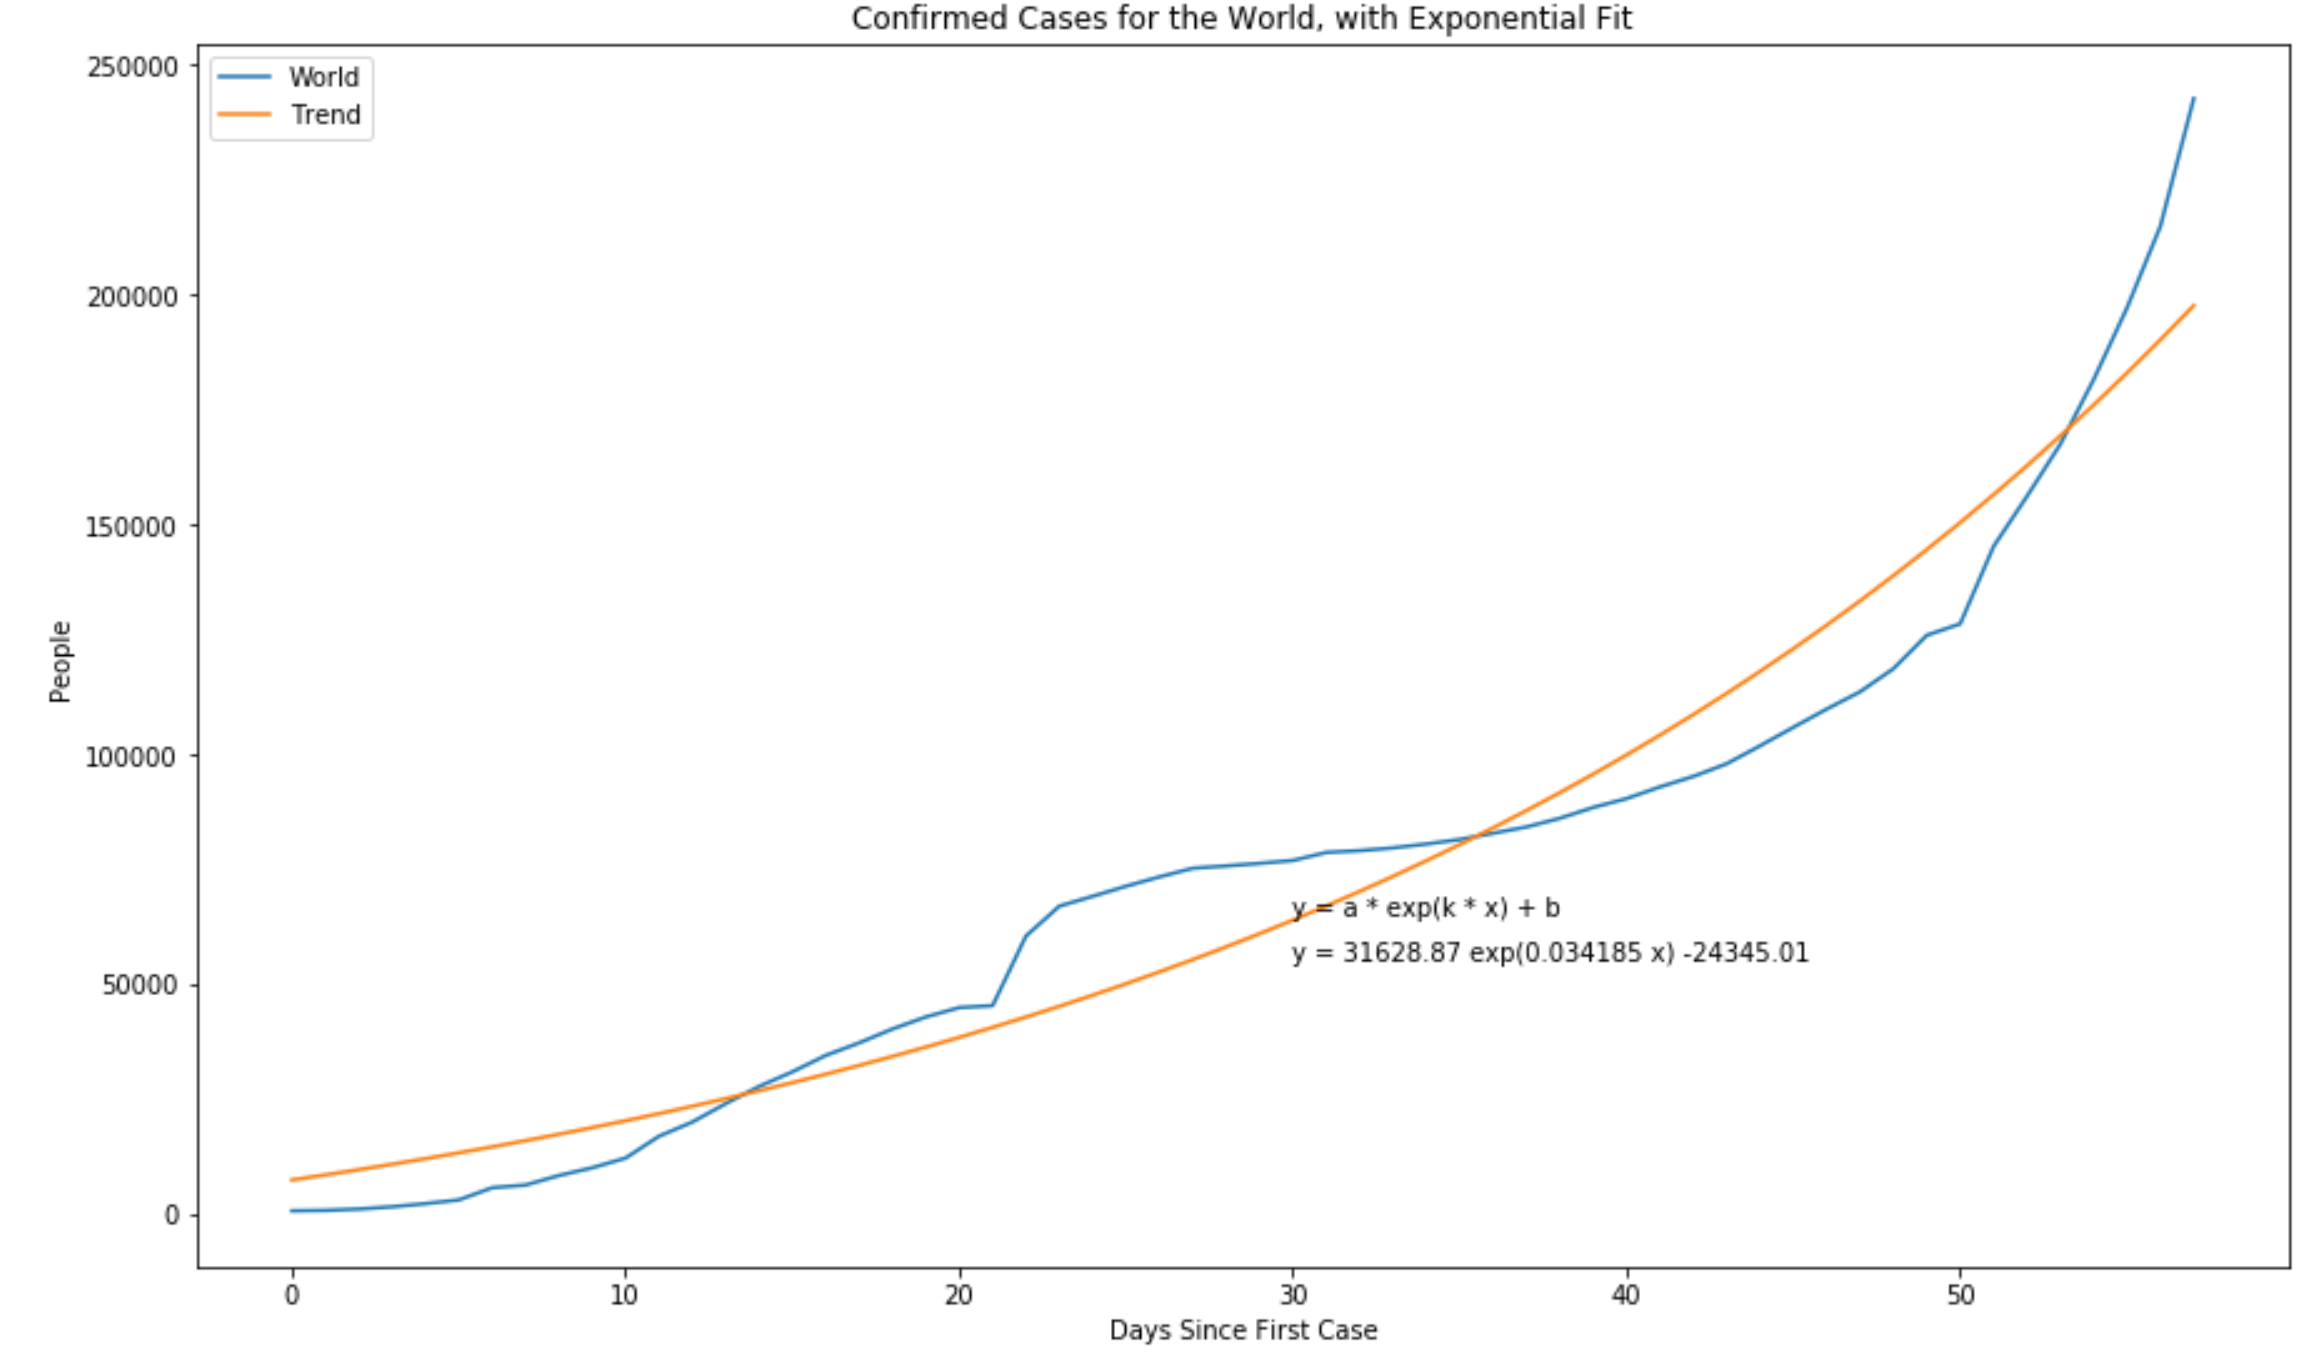 Confirmed Cases for the World, with Exponential Fit
250000
World
Trend
200000
150000
People
100000
y = a * exp(k * x) + b
y = 31628.87 exp(0.034185 x) -24345.01
50000
0
0 10 20 30 40 50
Days Since First Case